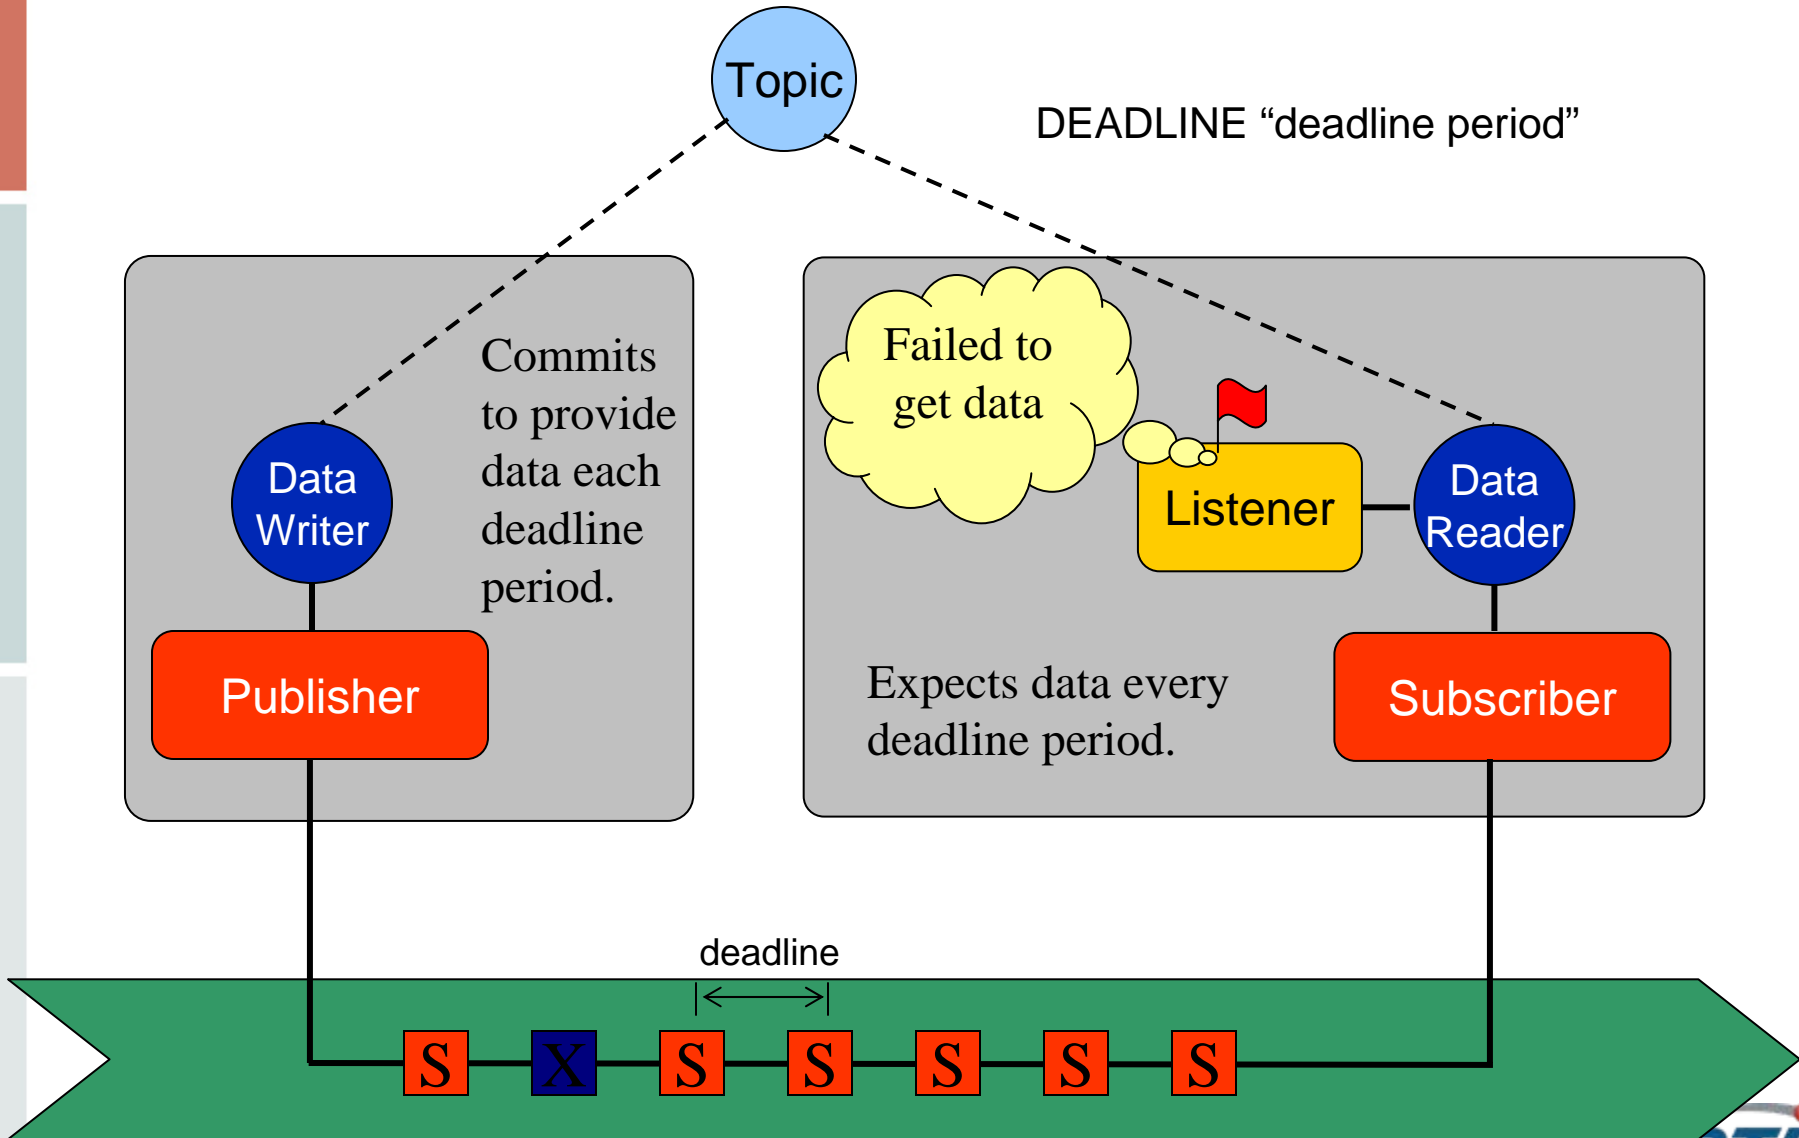 Topic
DEADLINE “deadline period”
Commits
to provide
data each
deadline
period.
Data
Writer
Publisher
Failed to
get data
Listener
Data
Reader
Expects data every
deadline period.
Subscriber
deadline
S X S S S S S